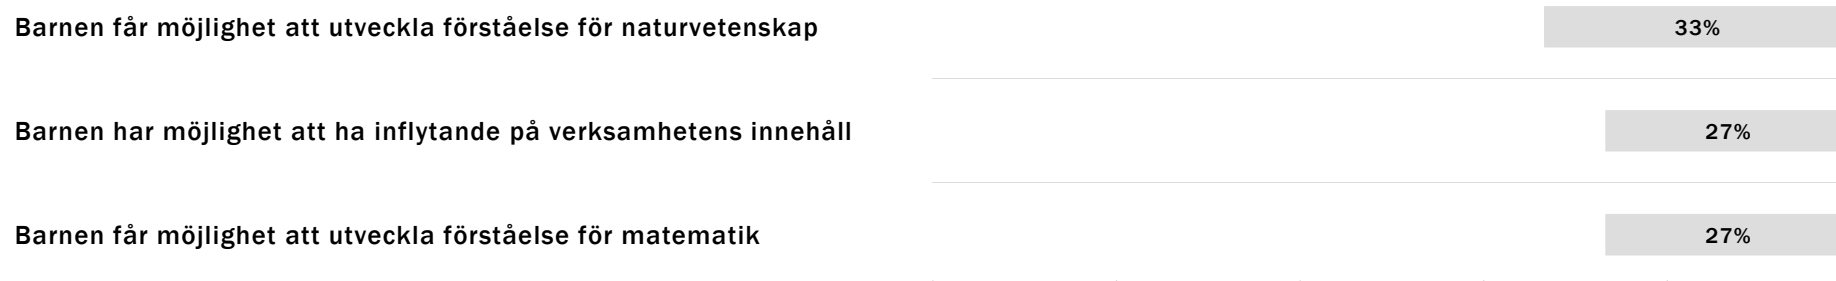 Barnen får möjlighet att utveckla förståelse för naturvetenskap 33%
Barnen har möjlighet att ha inflytande på verksamhetens innehåll 27%
Barnen får möjlighet att utveckla förståelse för matematik 27%